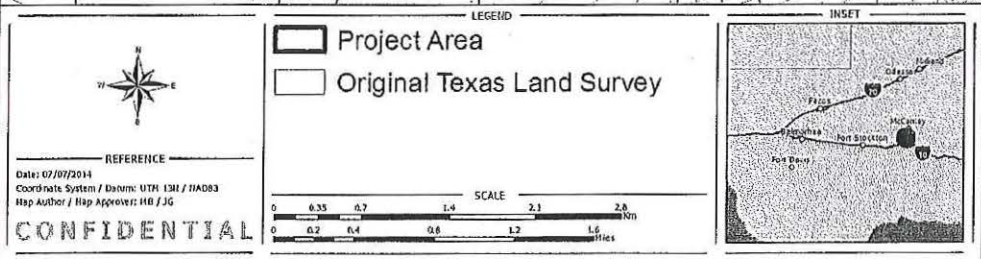 N
W E
S
REFERENCE
Date: 07/07/2014
Coordinate System / Datum: UTM 13N / NAD83
Map Author / Map Approver: MB / JG
CONFIDENTIAL
LEGEND
Project Area
Original Texas Land Survey
SCALE
0 0.35 0.7 1.4 2.1 2.8
Km
0 0.2 0.4 0.8 1.2 1.6
Miles
INSET
Midland
Odessa
20
Pecos
McCamey
Balmorhea
Fort Stockton
10
Fort Davis